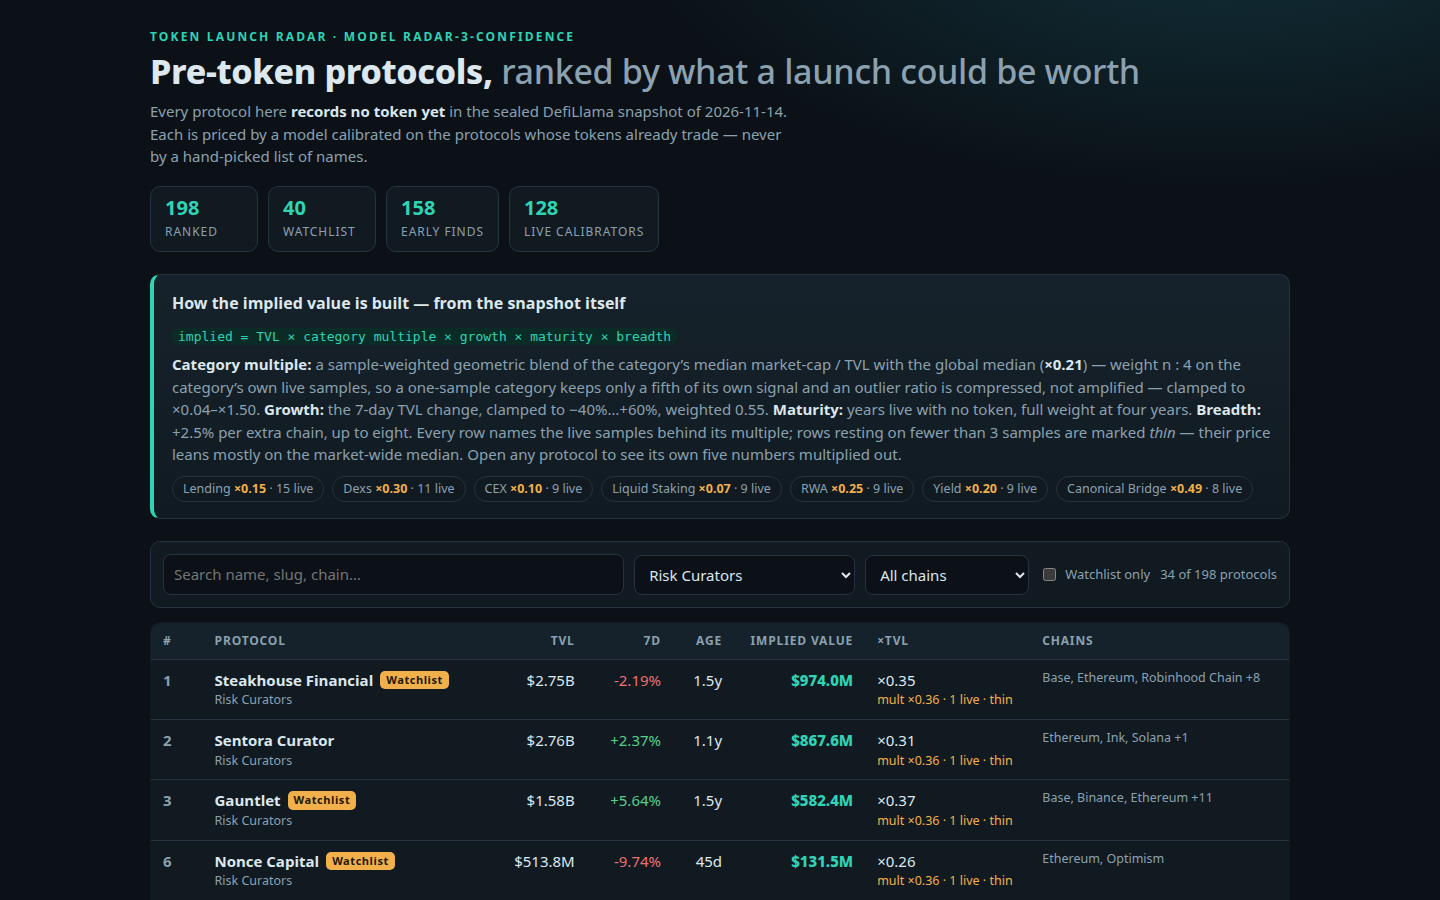 TOKEN LAUNCH RADAR · MODEL RADAR-3-CONFIDENCE
Pre-token protocols, ranked by what a launch could be worth
Every protocol here records no token yet in the sealed DefiLlama snapshot of 2026-11-14.
Each is priced by a model calibrated on the protocols whose tokens already trade — never
by a hand-picked list of names.
198 40 158 128
RANKED WATCHLIST EARLY FINDS LIVE CALIBRATORS
How the implied value is built — from the snapshot itself
implied = TVL × category multiple × growth × maturity × breadth
Category multiple: a sample-weighted geometric blend of the category’s median market-cap / TVL with the global median (×0.21) — weight n : 4 on the
category’s own live samples, so a one-sample category keeps only a fifth of its own signal and an outlier ratio is compressed, not amplified — clamped to
×0.04–×1.50. Growth: the 7-day TVL change, clamped to −40%…+60%, weighted 0.55. Maturity: years live with no token, full weight at four years. Breadth:
+2.5% per extra chain, up to eight. Every row names the live samples behind its multiple; rows resting on fewer than 3 samples are marked thin — their price
leans mostly on the market-wide median. Open any protocol to see its own five numbers multiplied out.
Lending ×0.15 · 15 live Dexs ×0.30 · 11 live CEX ×0.10 · 9 live Liquid Staking ×0.07 · 9 live RWA ×0.25 · 9 live Yield ×0.20 · 9 live Canonical Bridge ×0.49 · 8 live
Search name, slug, chain… Risk Curators All chains Watchlist only 34 of 198 protocols
# PROTOCOL TVL 7D AGE IMPLIED VALUE ×TVL CHAINS
1 Steakhouse Financial Watchlist $2.75B -2.19% 1.5y $974.0M ×0.35 Base, Ethereum, Robinhood Chain +8
Risk Curators mult ×0.36 · 1 live · thin
2 Sentora Curator $2.76B +2.37% 1.1y $867.6M ×0.31 Ethereum, Ink, Solana +1
Risk Curators mult ×0.36 · 1 live · thin
3 Gauntlet Watchlist $1.58B +5.64% 1.5y $582.4M ×0.37 Base, Binance, Ethereum +11
Risk Curators mult ×0.36 · 1 live · thin
6 Nonce Capital Watchlist $513.8M -9.74% 45d $131.5M ×0.26 Ethereum, Optimism
Risk Curators mult ×0.36 · 1 live · thin